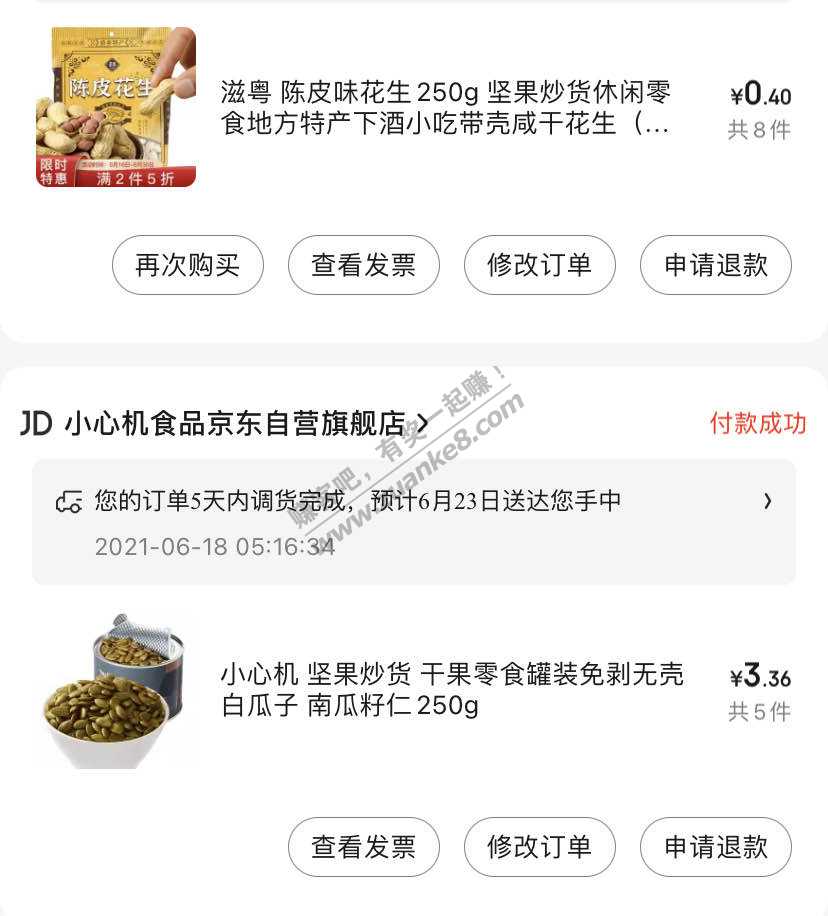 陈皮花生
限时
特惠
满2件5折
滋粤 陈皮味花生250g 坚果炒货休闲零
食地方特产下酒小吃带壳咸干花生（...
¥0.40
共8件
再次购买
查看发票
修改订单
申请退款
JD 小心机食品京东自营旗舰店
付款成功
您的订单5天内调货完成，预计6月23日送达您手中
2021-06-18 05:16:34
赚客吧，有奖一起赚！
www.zuanke8.com
小心机 坚果炒货 干果零食罐装免剥无壳
白瓜子 南瓜籽仁250g
¥3.36
共5件
查看发票
修改订单
申请退款